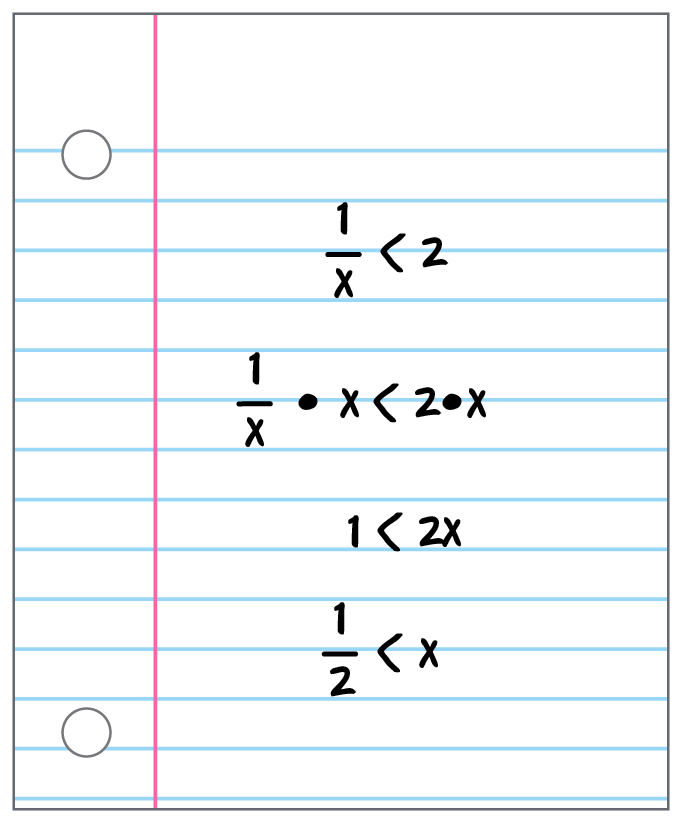 1/x < 2
1/x • x < 2•x
1 < 2x
1/2 < x